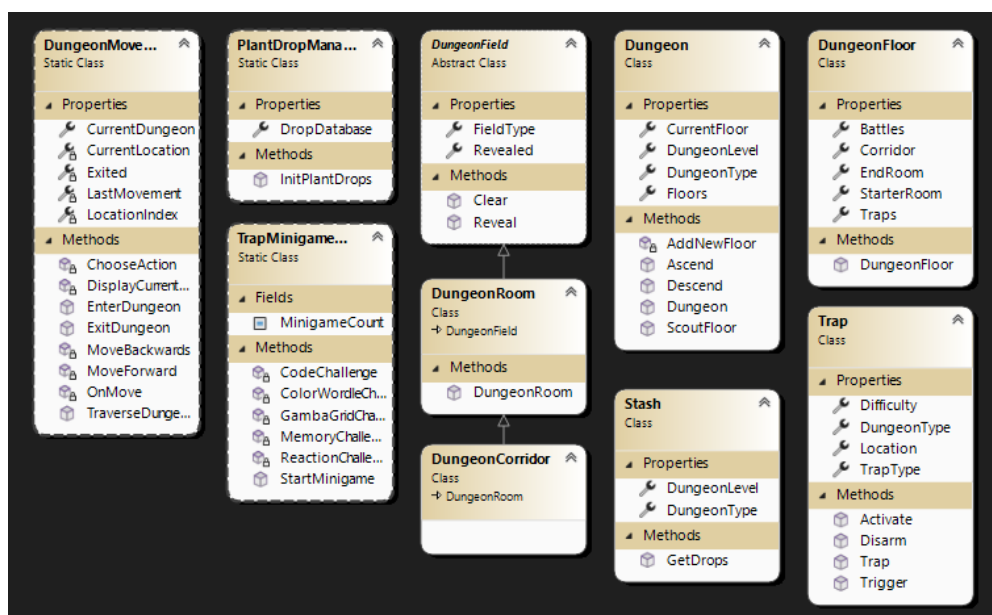 DungeonMove...
Static Class
Properties
CurrentDungeon
CurrentLocation
Exited
LastMovement
LocationIndex
Methods
ChooseAction
DisplayCurrent...
EnterDungeon
ExitDungeon
MoveBackwards
MoveForward
OnMove
TraverseDunge...
PlantDropMana...
Static Class
Properties
DropDatabase
Methods
InitPlantDrops
TrapMinigame...
Static Class
Fields
MinigameCount
Methods
CodeChallenge
ColorWordleCh...
GambaGridCha...
MemoryChalle...
ReactionChalle...
StartMinigame
DungeonField
Abstract Class
Properties
FieldType
Revealed
Methods
Clear
Reveal
DungeonRoom
Class
DungeonField
Methods
DungeonRoom
DungeonCorridor
Class
DungeonRoom
Dungeon
Class
Properties
CurrentFloor
DungeonLevel
DungeonType
Floors
Methods
AddNewFloor
Ascend
Descend
Dungeon
ScoutFloor
Stash
Class
Properties
DungeonLevel
DungeonType
Methods
GetDrops
DungeonFloor
Class
Properties
Battles
Corridor
EndRoom
StarterRoom
Traps
Methods
DungeonFloor
Trap
Class
Properties
Difficulty
DungeonType
Location
TrapType
Methods
Activate
Disarm
Trap
Trigger